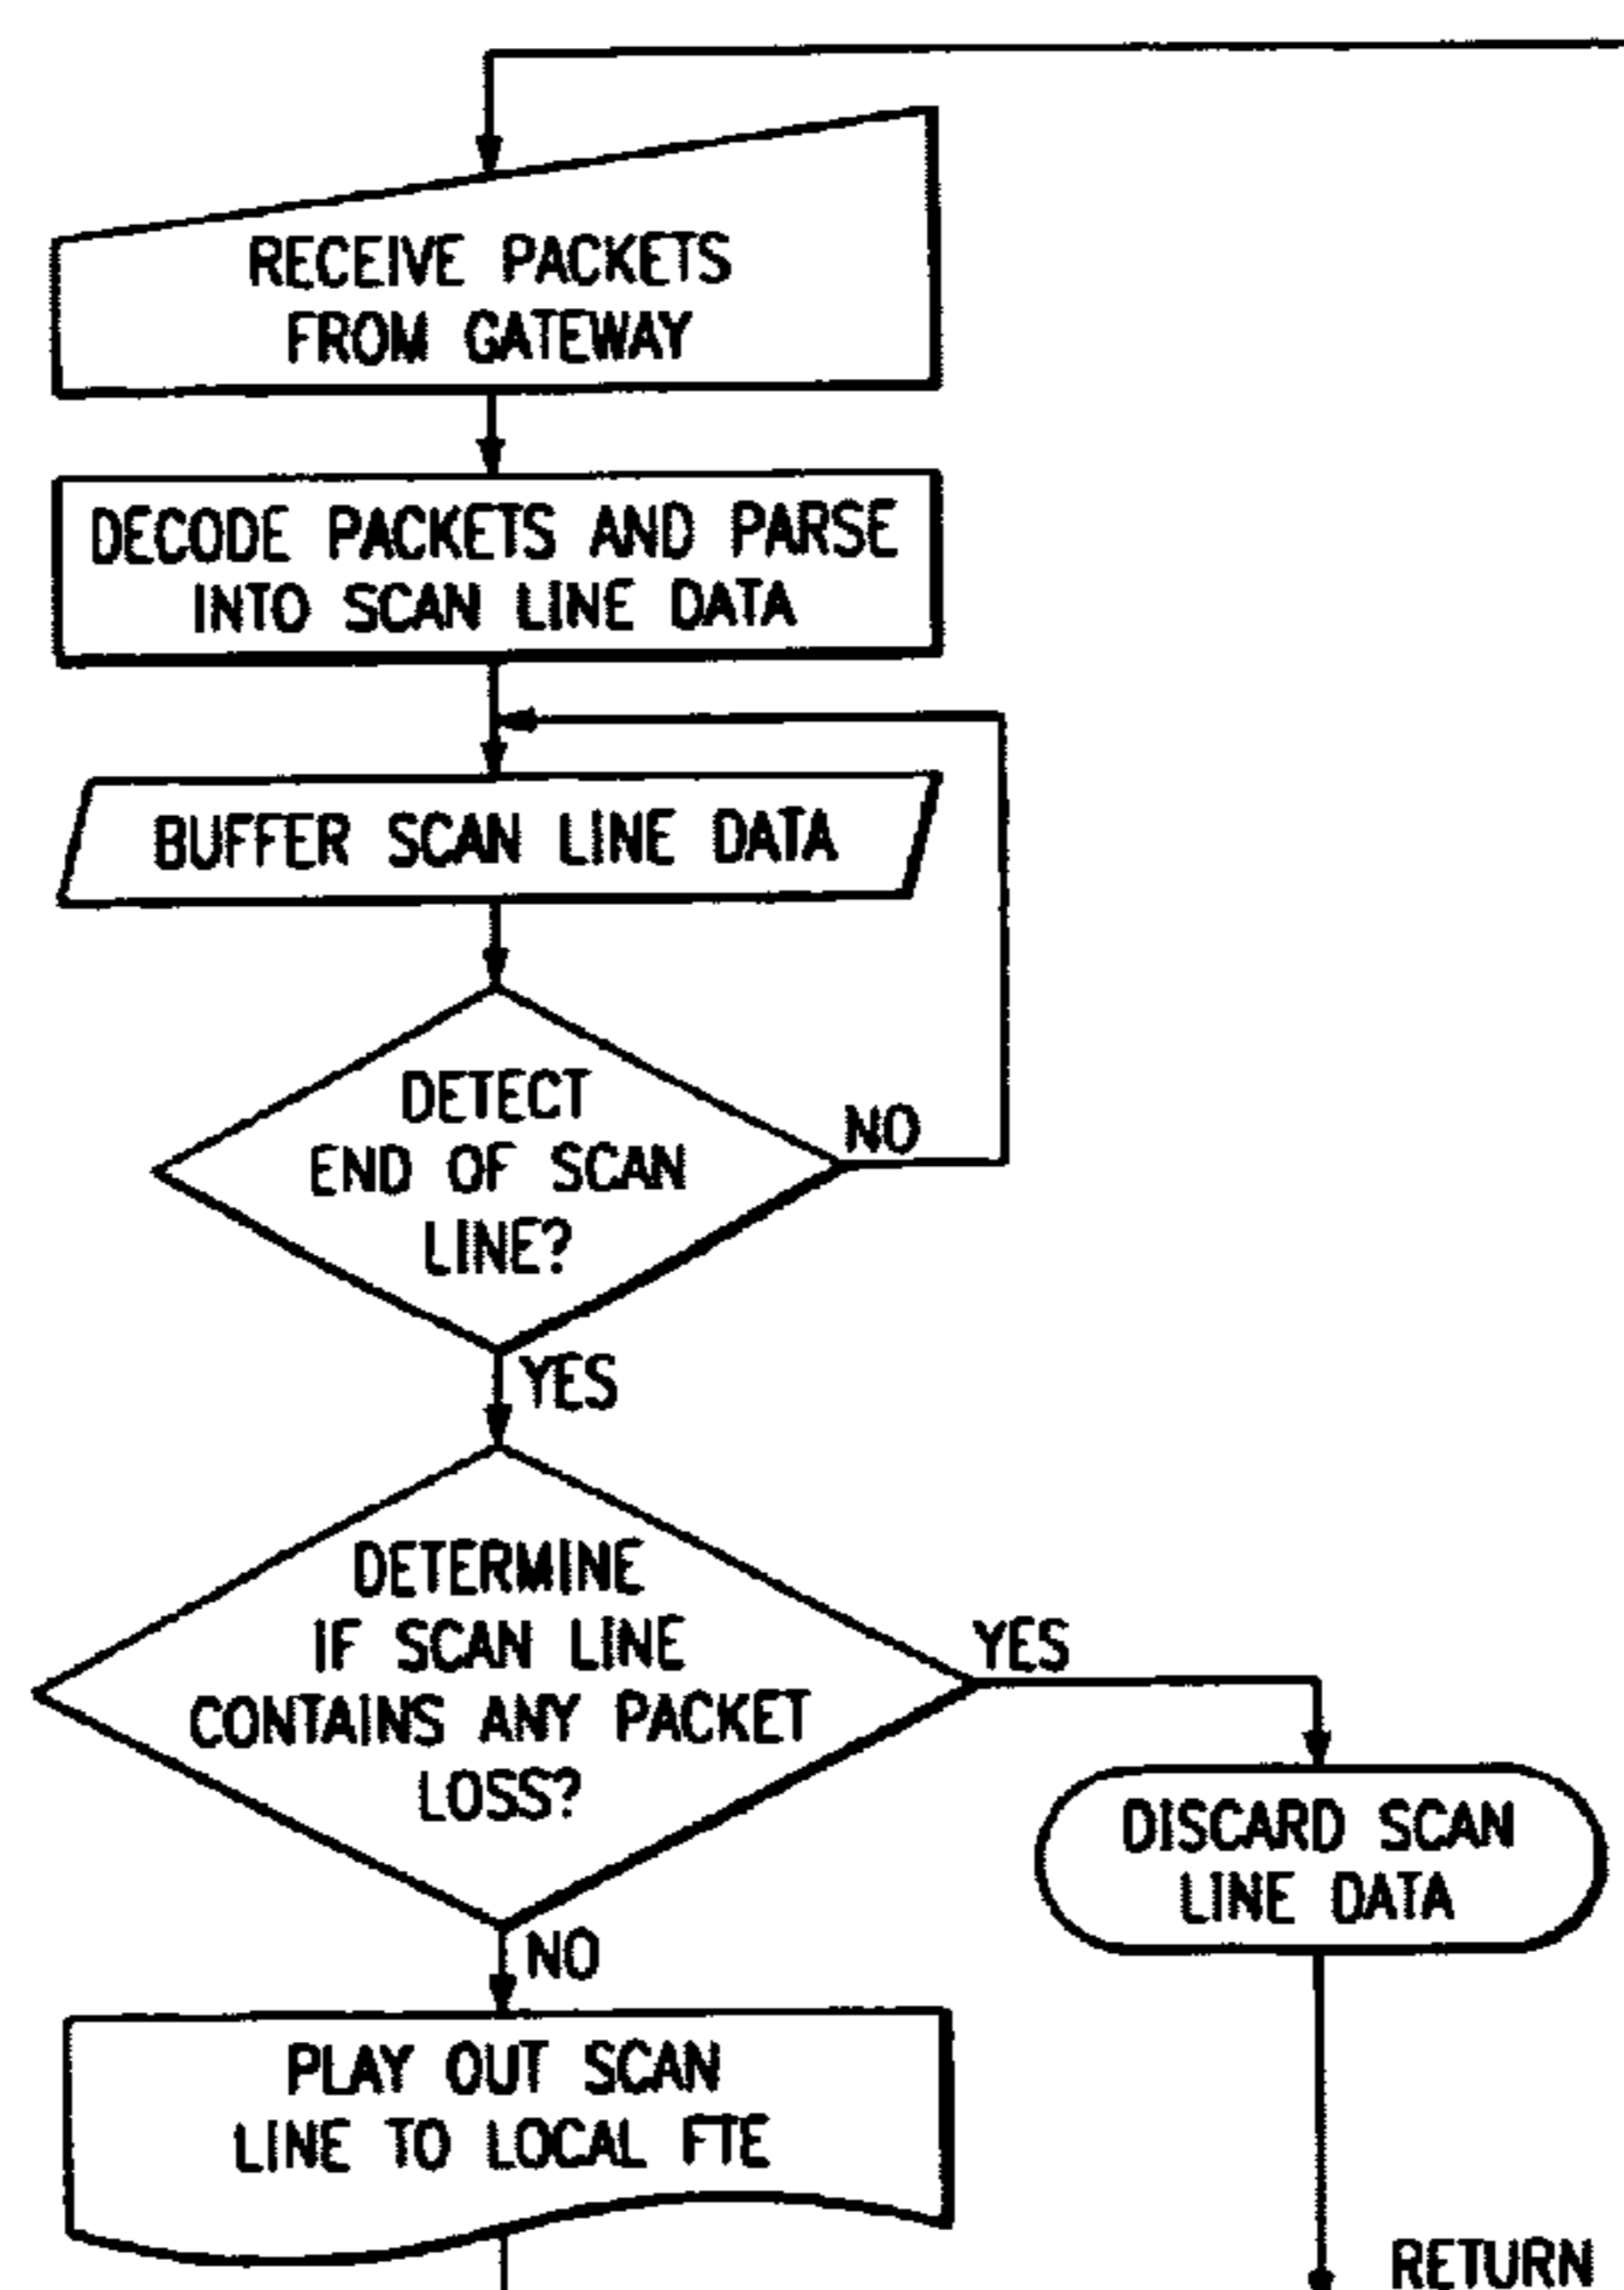 RECEIVE PACKETS
FROM GATEWAY
DECODE PACKETS AND PARSE
INTO SCAN LINE DATA
BUFFER SCAN LINE DATA
DETECT
END OF SCAN
LINE?
NO
YES
DETERMINE
IF SCAN LINE
CONTAINS ANY PACKET
LOSS?
YES
DISCARD SCAN
LINE DATA
NO
PLAY OUT SCAN
LINE TO LOCAL FTE
RETURN